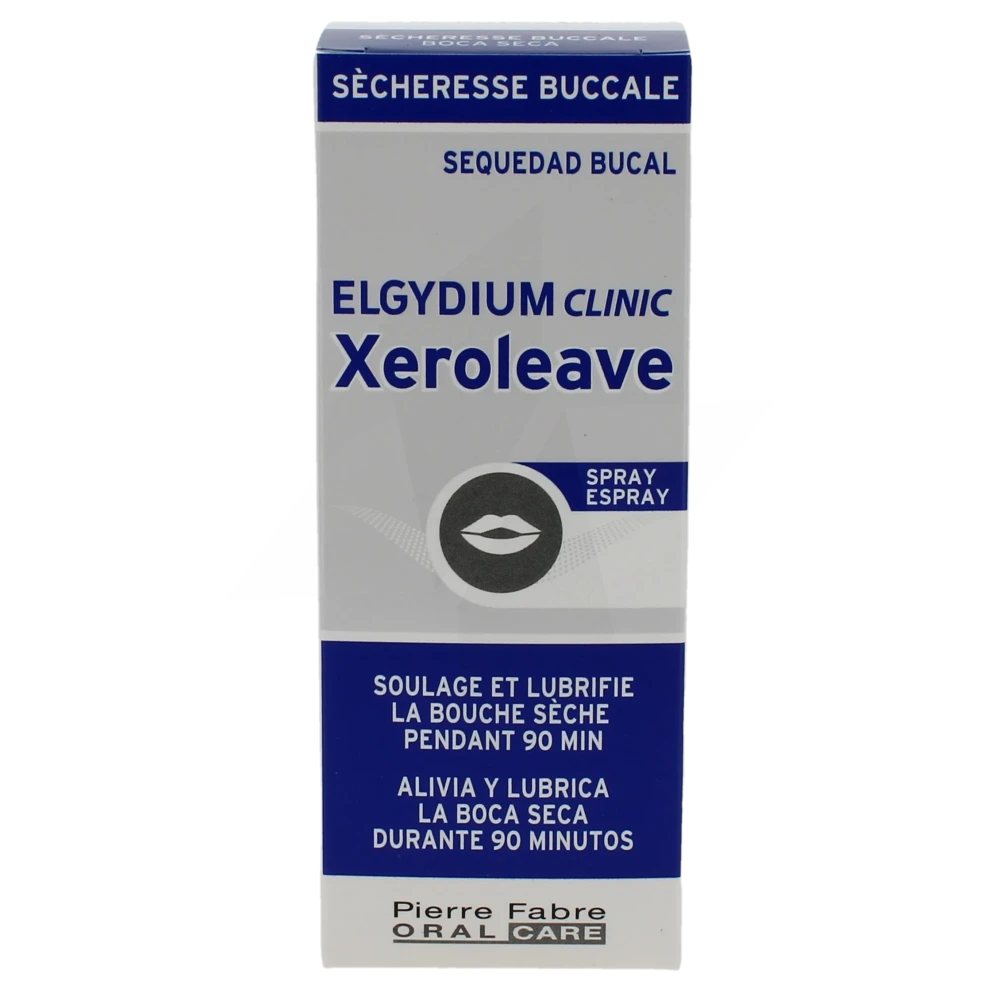 SÈCHERESSE BUCCALE
BOCA SECA
SÈCHERESSE BUCCALE
SEQUEDAD BUCAL
ELGYDIUM CLINIC
Xeroleave
SPRAY
ESPRAY
SOULAGE ET LUBRIFIE
LA BOUCHE SÈCHE
PENDANT 90 MIN
ALIVIA Y LUBRICA
LA BOCA SECA
DURANTE 90 MINUTOS
Pierre Fabre
ORAL CARE